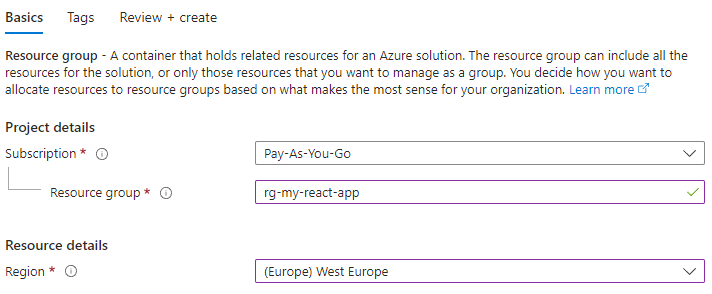 Basics Tags Review + create
Resource group - A container that holds related resources for an Azure solution. The resource group can include all the
resources for the solution, or only those resources that you want to manage as a group. You decide how you want to
allocate resources to resource groups based on what makes the most sense for your organization. Learn more
Project details
Subscription * Pay-As-You-Go
Resource group * rg-my-react-app
Resource details
Region * (Europe) West Europe